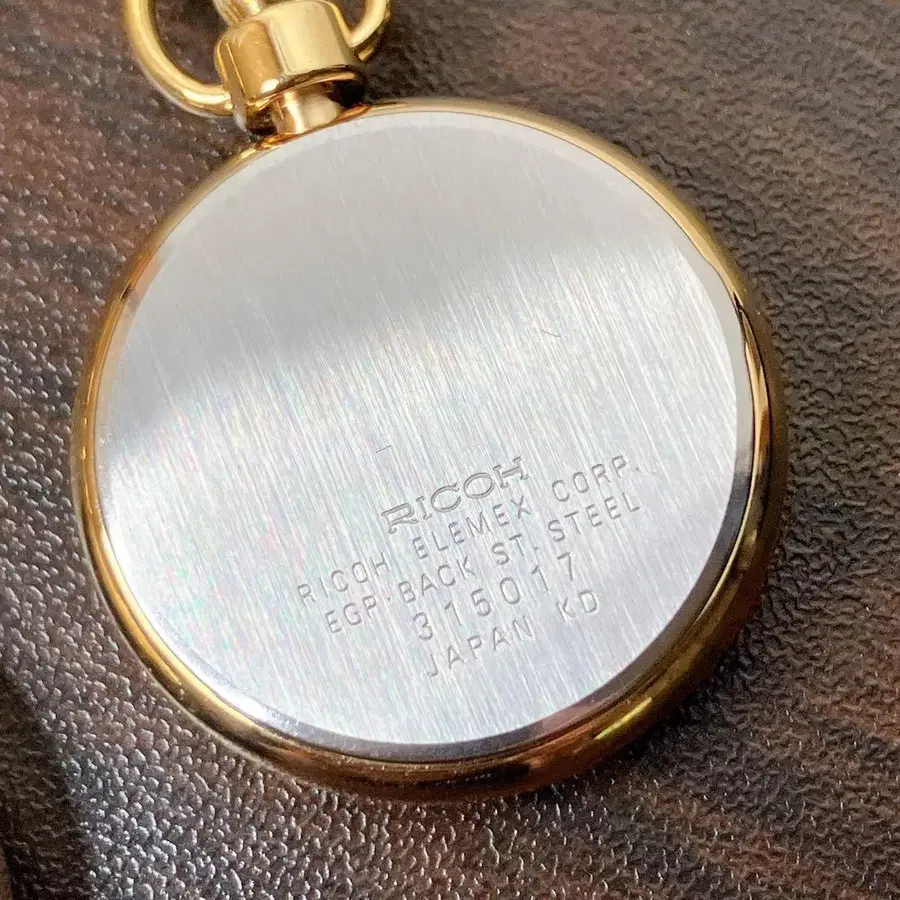 RICOH
RICOH ELEMEX CORP.
EGP·BACK ST.STEEL
315017
JAPAN KD